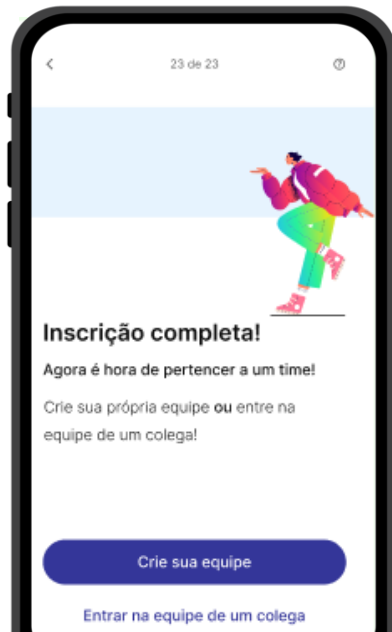 23 de 23
Inscrição completa!
Agora é hora de pertencer a um time!
Crie sua própria equipe ou entre na
equipe de um colega!
Crie sua equipe
Entrar na equipe de um colega